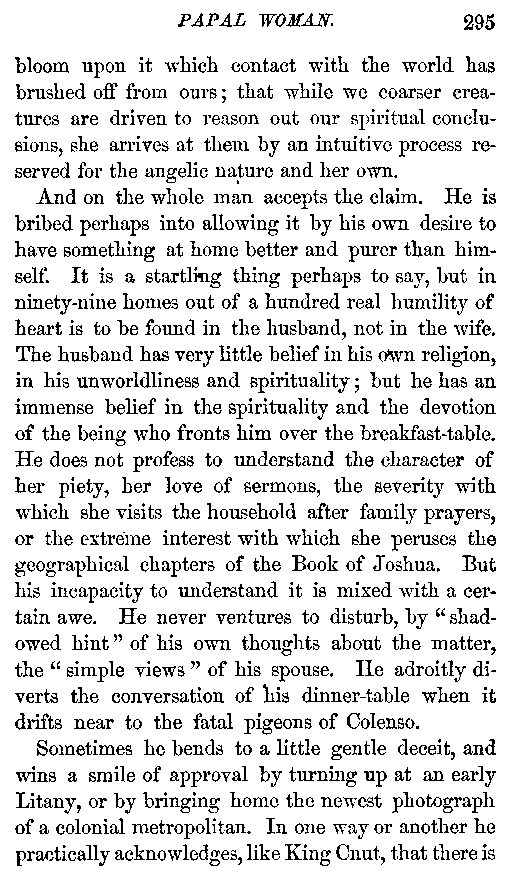 PAPAL WOMAN. 295
bloom upon it which contact with the world has
brushed off from ours; that while we coarser crea-
tures are driven to reason out our spiritual conclu-
sions, she arrives at them by an intuitive process re-
served for the angelic nature and her own.
And on the whole man accepts the claim. He is
bribed perhaps into allowing it by his own desire to
have something at home better and purer than him-
self. It is a startling thing perhaps to say, but in
ninety-nine homes out of a hundred real humility of
heart is to be found in the husband, not in the wife.
The husband has very little belief in his own religion,
in his unworldliness and spirituality; but he has an
immense belief in the spirituality and the devotion
of the being who fronts him over the breakfast-table.
He does not profess to understand the character of
her piety, her love of sermons, the severity with
which she visits the household after family prayers,
or the extreme interest with which she peruses the
geographical chapters of the Book of Joshua. But
his incapacity to understand it is mixed with a cer-
tain awe. He never ventures to disturb, by "shad-
owed hint" of his own thoughts about the matter,
the "simple views" of his spouse. He adroitly di-
verts the conversation of his dinner-table when it
drifts near to the fatal pigeons of Colenso.
Sometimes he bends to a little gentle deceit, and
wins a smile of approval by turning up at an early
Litany, or by bringing home the newest photograph
of a colonial metropolitan. In one way or another he
practically acknowledges, like King Cnut, that there is